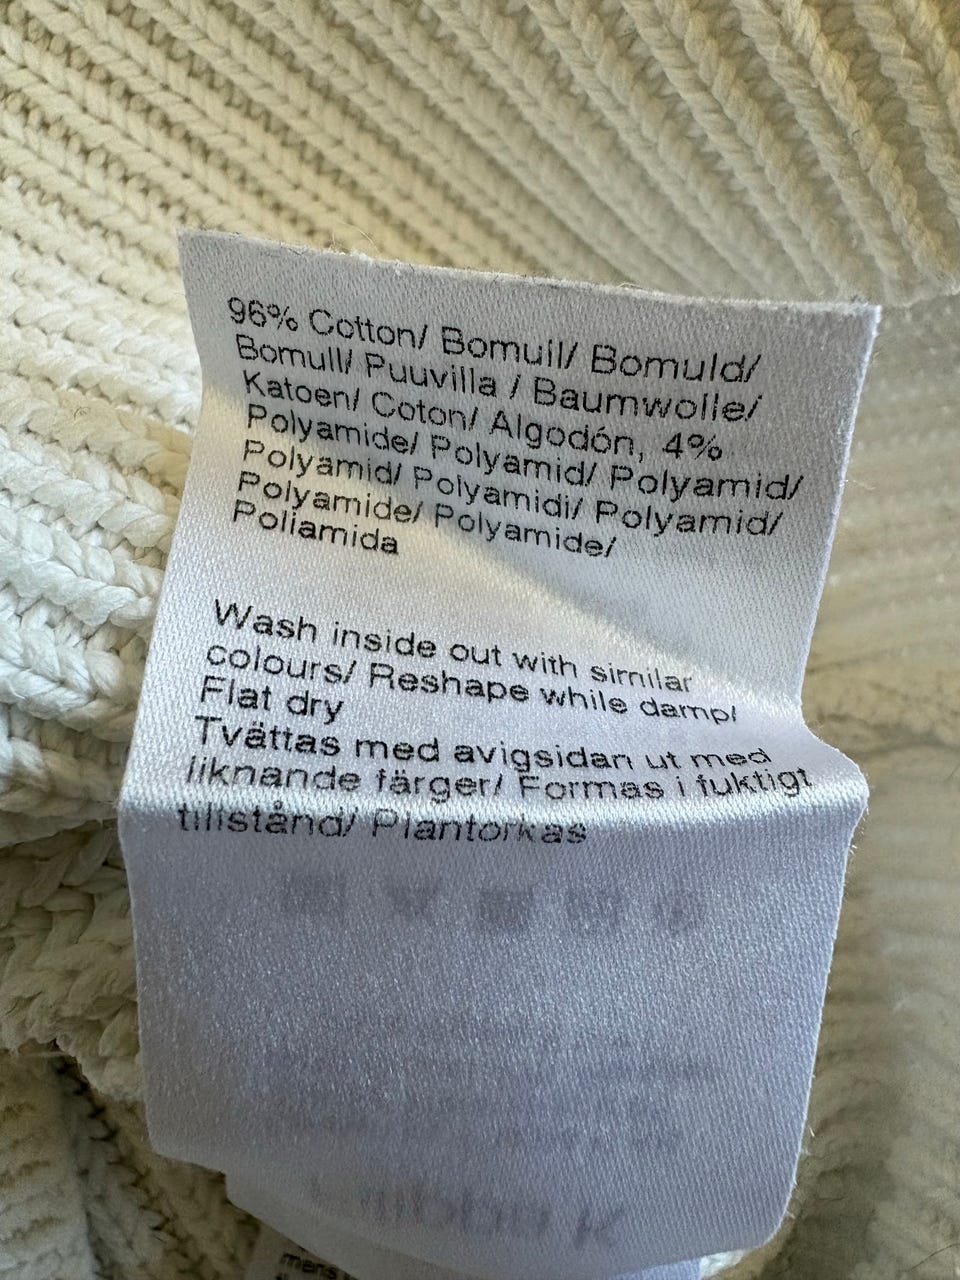 96% Cotton/ Bomull/ Bomuld/
Bomull/ Puuvilla / Baumwolle/
Katoen/ Coton/ Algodón, 4%
Polyamide/ Polyamid/ Polyamid/
Polyamid/ Polyamidi/ Polyamid/
Polyamide/ Polyamide/
Poliamida
Wash inside out with similar
colours/ Reshape while damp/
Flat dry
Tvättas med avigsidan ut med
liknande färger/ Formas i fuktigt
tillstånd/ Plantorkas